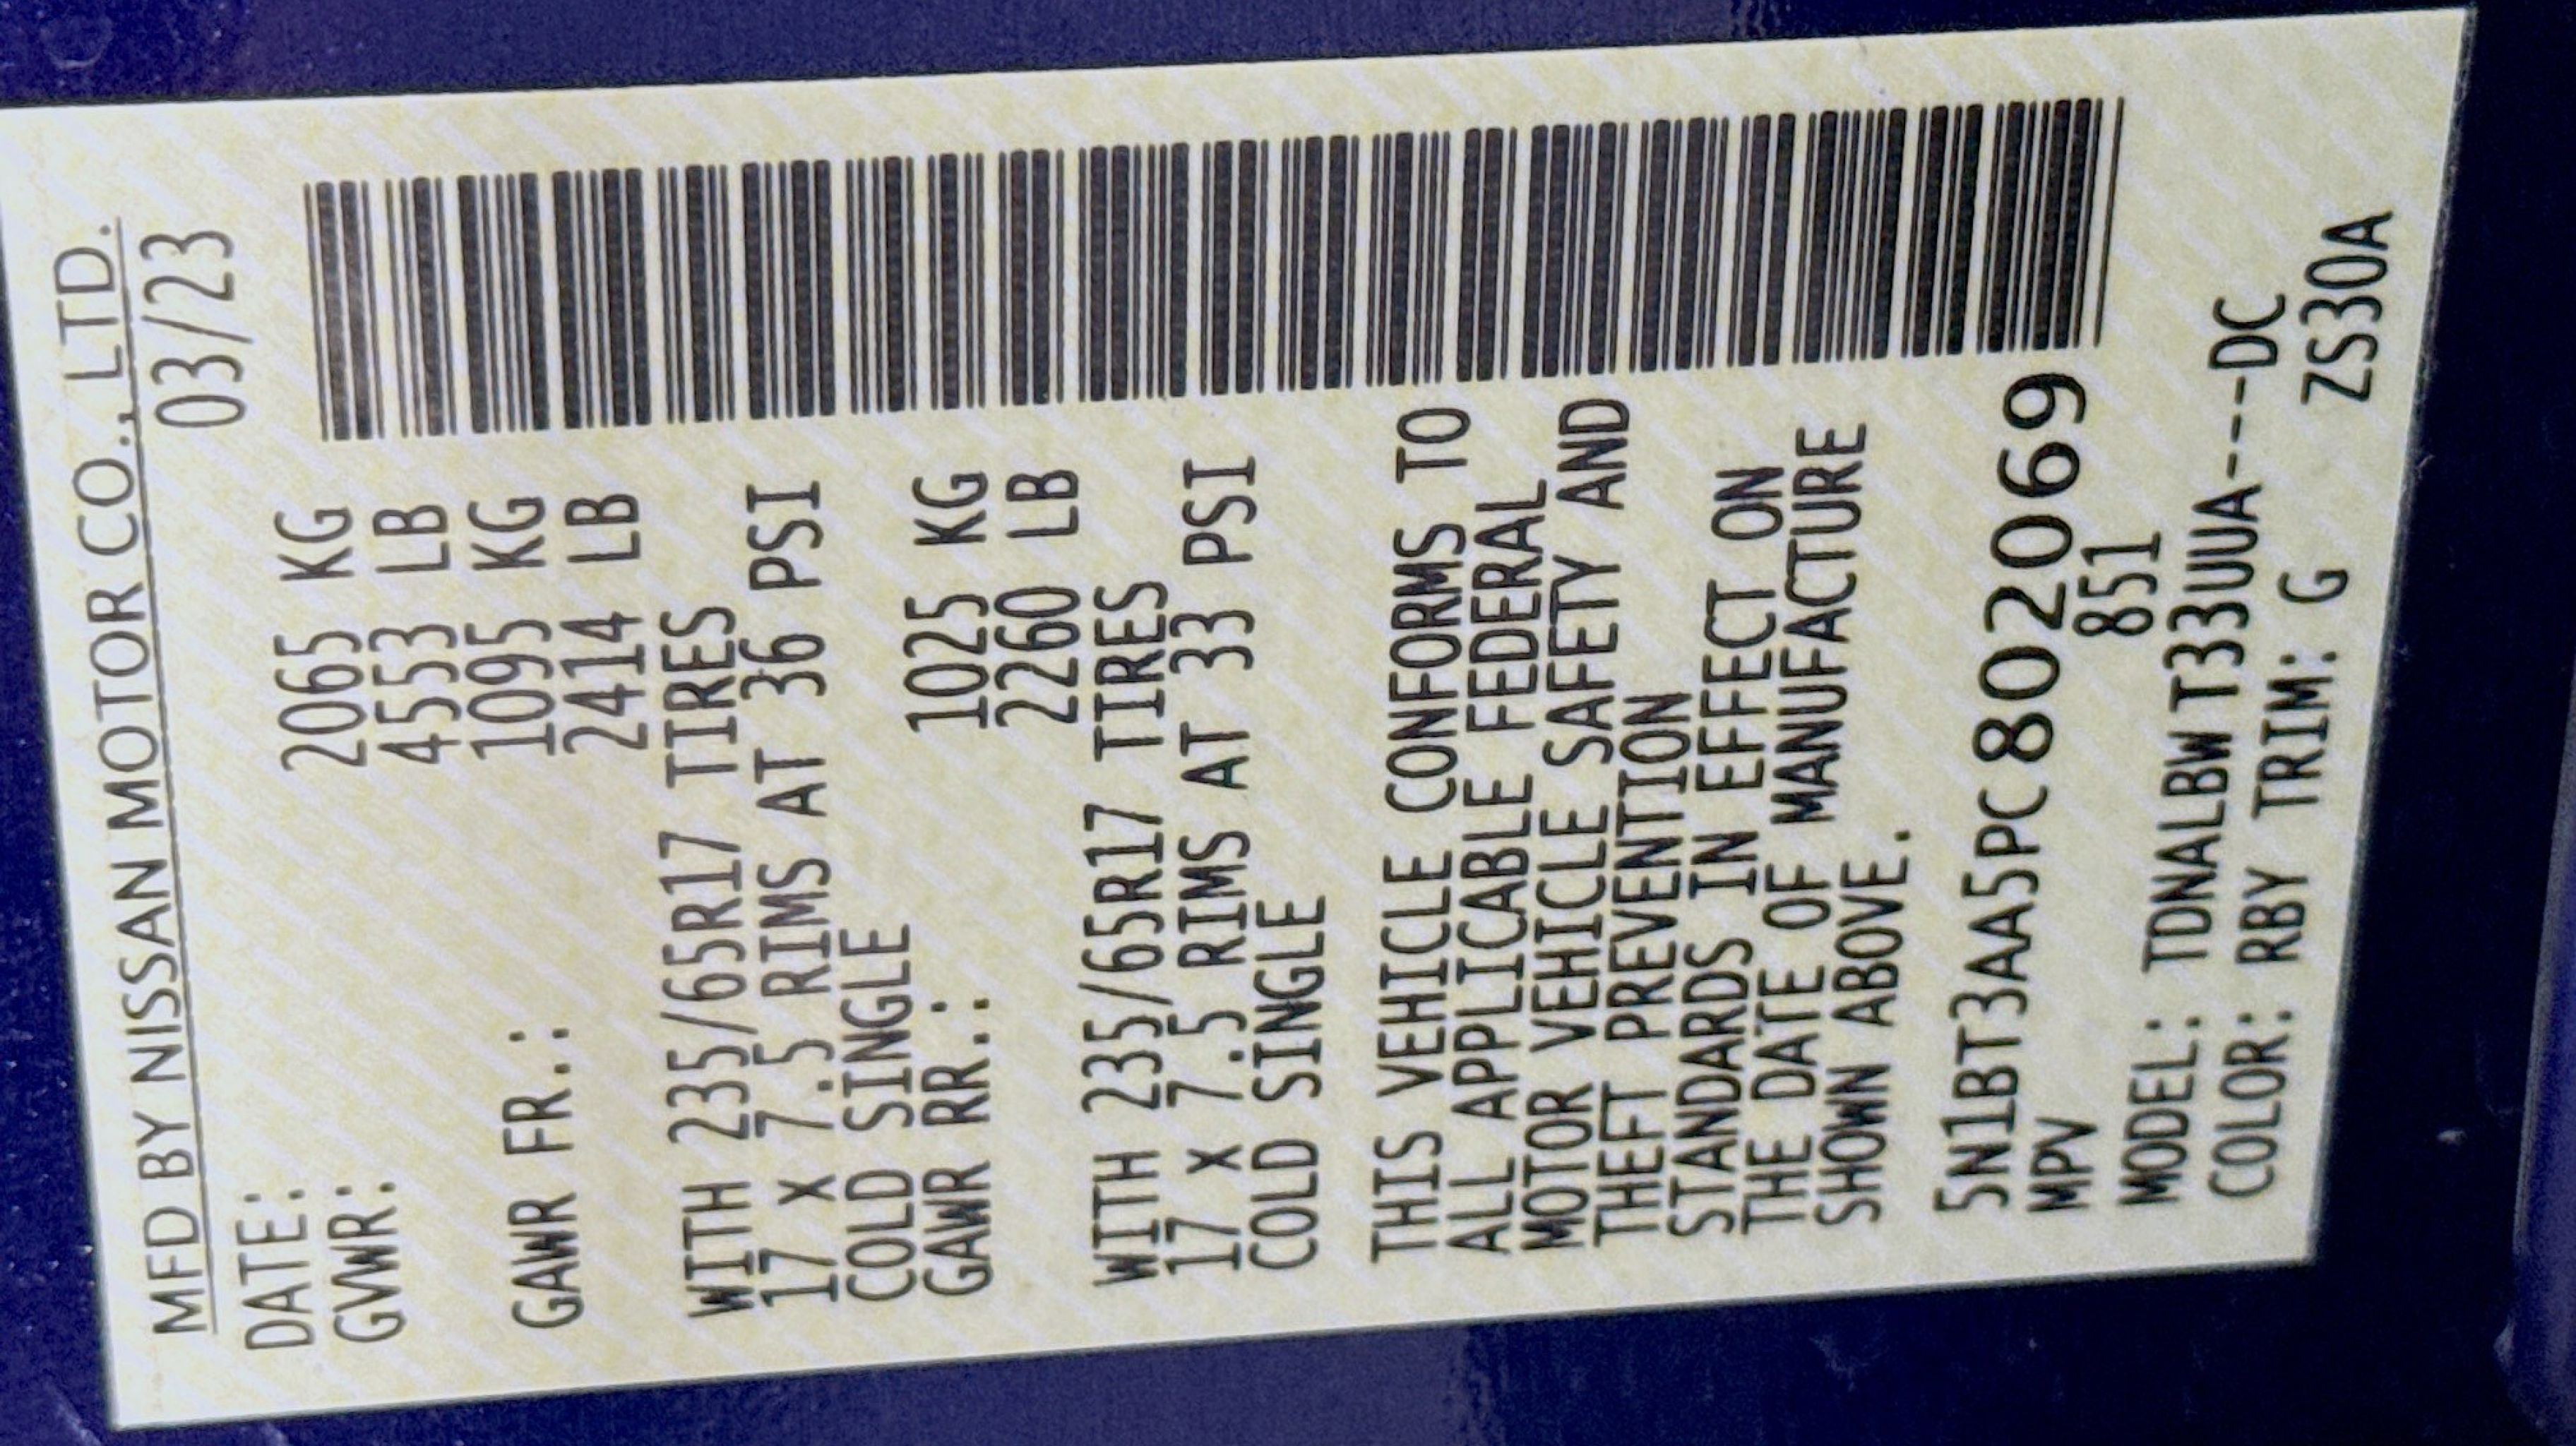 MFD BY NISSAN MOTOR CO., LTD.
DATE: 03/23
GVWR: 2065 KG
4553 LB
GAWR FR.: 1095 KG
2414 LB
WITH 235/65R17 TIRES
17 x 7.5 RIMS AT 36 PSI
COLD SINGLE
GAWR RR.: 1025 KG
2260 LB
WITH 235/65R17 TIRES
17 x 7.5 RIMS AT 33 PSI
COLD SINGLE
THIS VEHICLE CONFORMS TO
ALL APPLICABLE FEDERAL
MOTOR VEHICLE SAFETY AND
THEFT PREVENTION
STANDARDS IN EFFECT ON
THE DATE OF MANUFACTURE
SHOWN ABOVE.
5N1BT3AA5PC802069
MPV 851
MODEL: TDNALBWT33UUA----DC
COLOR: RBY TRIM: G ZS30A